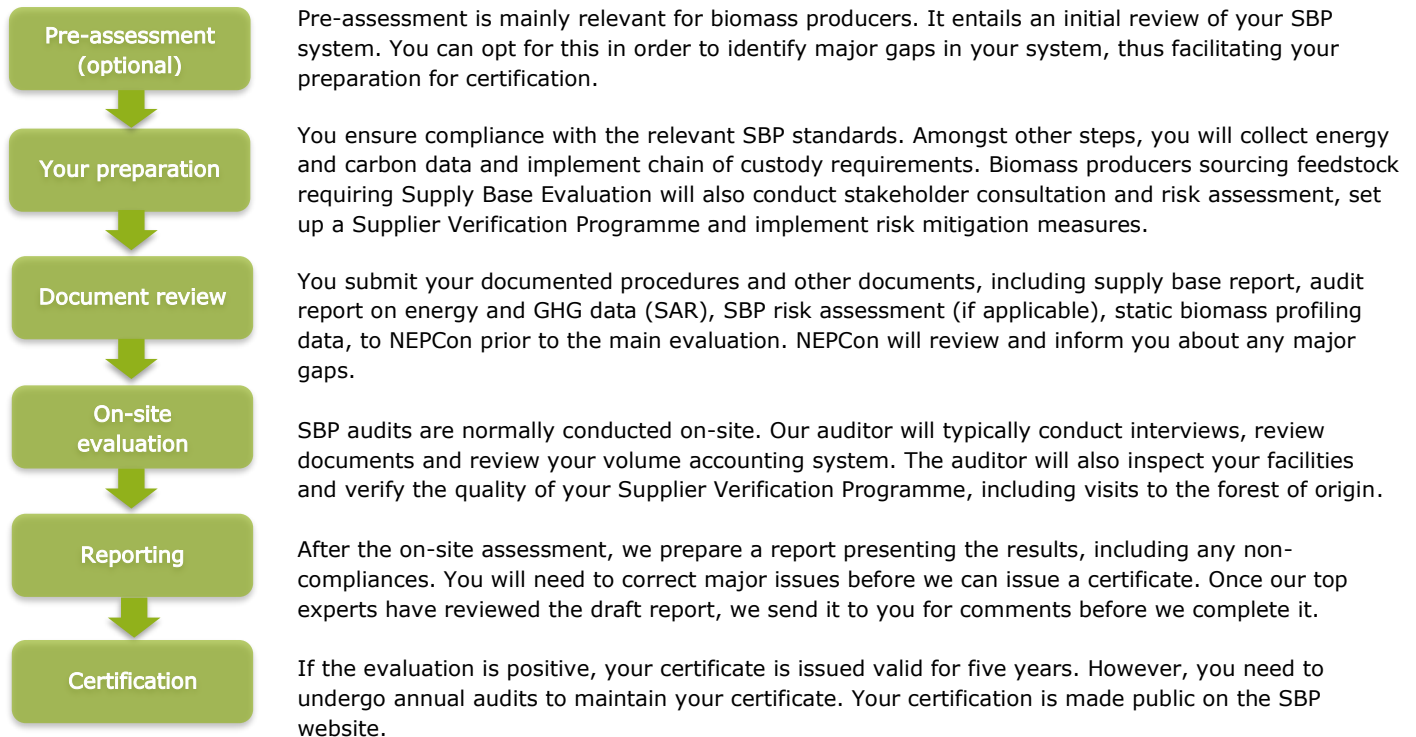 Pre-assessment
(optional)
Pre-assessment is mainly relevant for biomass producers. It entails an initial review of your SBP
system. You can opt for this in order to identify major gaps in your system, thus facilitating your
preparation for certification.
Your preparation
You ensure compliance with the relevant SBP standards. Amongst other steps, you will collect energy
and carbon data and implement chain of custody requirements. Biomass producers sourcing feedstock
requiring Supply Base Evaluation will also conduct stakeholder consultation and risk assessment, set
up a Supplier Verification Programme and implement risk mitigation measures.
Document review
You submit your documented procedures and other documents, including supply base report, audit
report on energy and GHG data (SAR), SBP risk assessment (if applicable), static biomass profiling
data, to NEPCon prior to the main evaluation. NEPCon will review and inform you about any major
gaps.
On-site
evaluation
SBP audits are normally conducted on-site. Our auditor will typically conduct interviews, review
documents and review your volume accounting system. The auditor will also inspect your facilities
and verify the quality of your Supplier Verification Programme, including visits to the forest of origin.
Reporting
After the on-site assessment, we prepare a report presenting the results, including any non-
compliances. You will need to correct major issues before we can issue a certificate. Once our top
experts have reviewed the draft report, we send it to you for comments before we complete it.
Certification
If the evaluation is positive, your certificate is issued valid for five years. However, you need to
undergo annual audits to maintain your certificate. Your certification is made public on the SBP
website.